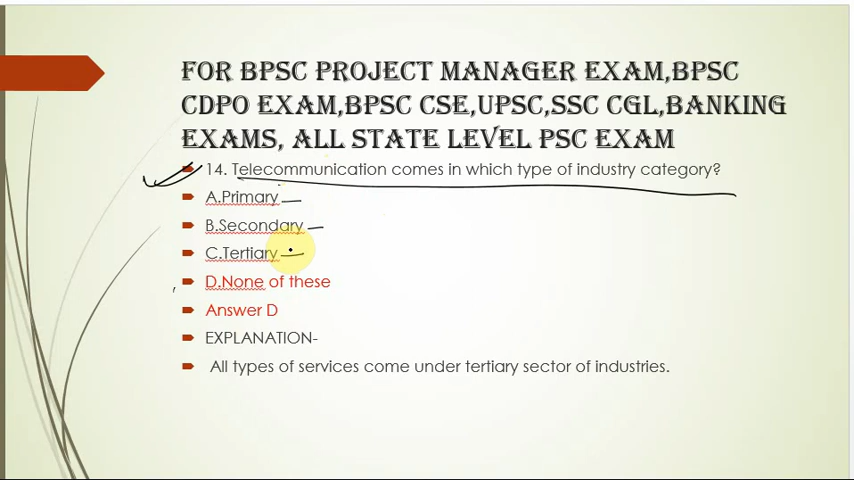 FOR BPSC PROJECT MANAGER EXAM,BPSC
CDPO EXAM,BPSC CSE,UPSC,SSC CGL,BANKING
EXAMS, ALL STATE LEVEL PSC EXAM
14. Telecommunication comes in which type of industry category?
A.Primary
B.Secondary
C.Tertiary
D.None of these
Answer D
EXPLANATION-
All types of services come under tertiary sector of industries.